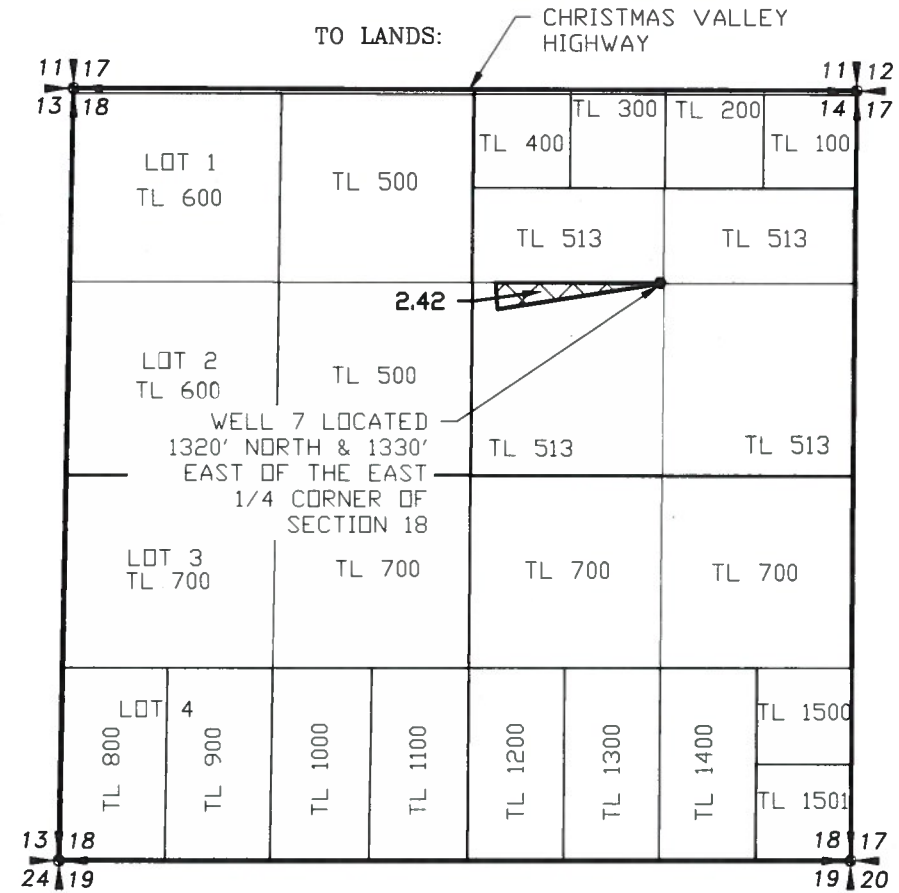 TO LANDS:
CHRISTMAS VALLEY
HIGHWAY
11 17
13 18
11 12
14 17
LOT 1
TL 600
TL 500
TL 400
TL 300
TL 200
TL 100
TL 513
TL 513
2.42
LOT 2
TL 600
TL 500
WELL 7 LOCATED
1320' NORTH & 1330'
EAST OF THE EAST
1/4 CORNER OF
SECTION 18
TL 513
TL 513
LOT 3
TL 700
TL 700
TL 700
TL 700
LOT 4
TL 800
TL 900
TL 1000
TL 1100
TL 1200
TL 1300
TL 1400
TL 1500
TL 1501
13 18
24 19
18 17
19 20